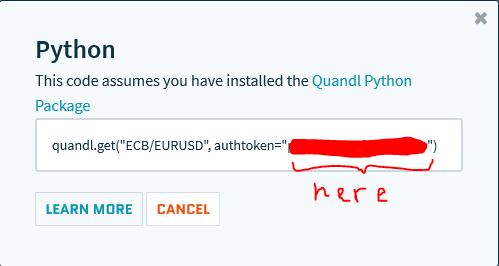 Python
This code assumes you have installed the Quandl Python
Package
quandl.get("ECB/EURUSD", authtoken=" ")
here
LEARN MORE CANCEL